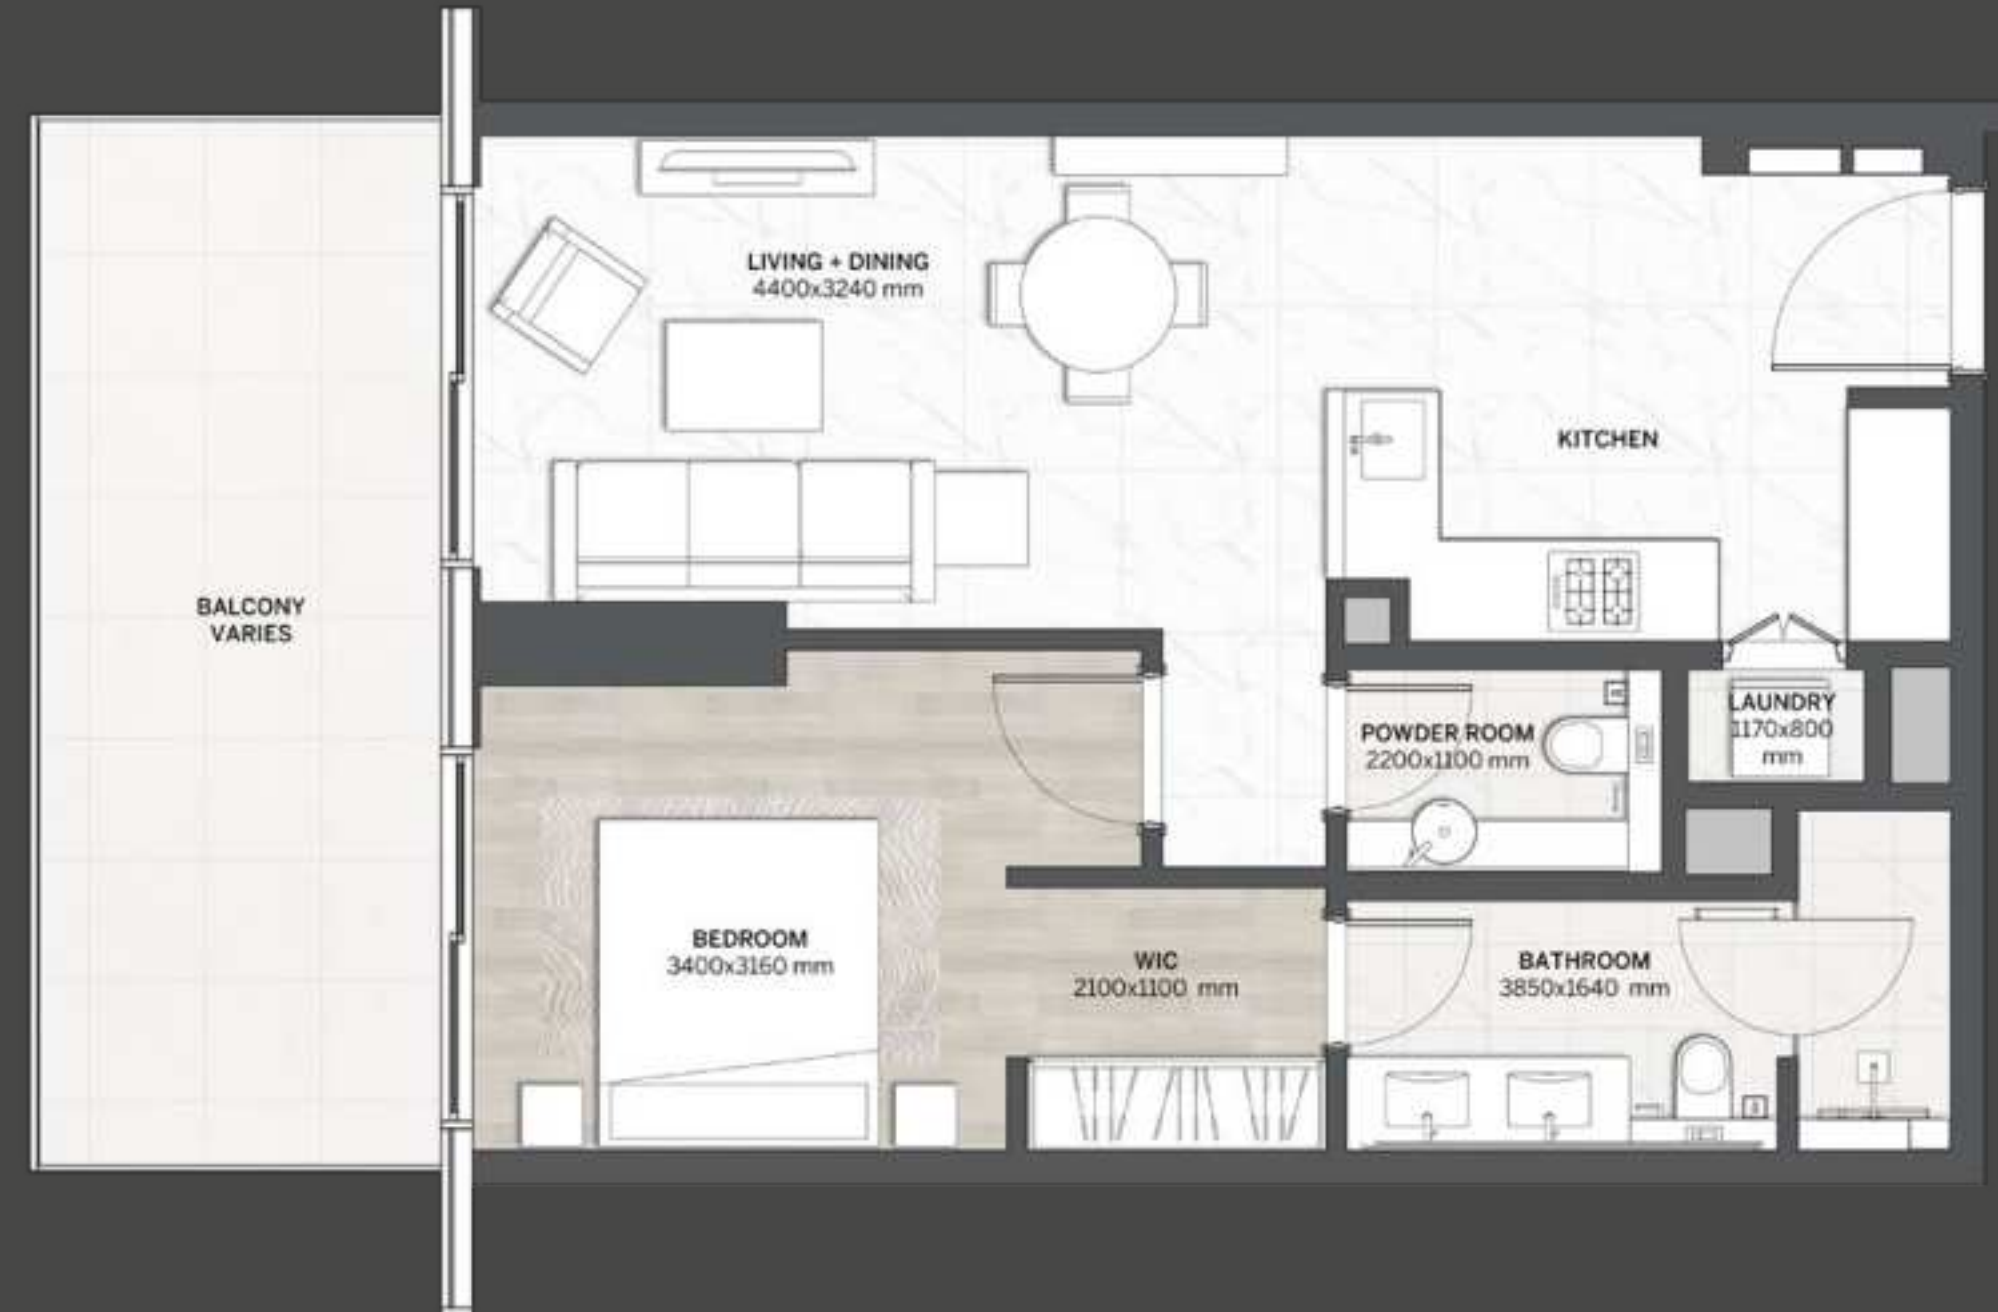 LIVING + DINING
4400x3240 mm
KITCHEN
BALCONY
VARIES
POWDER ROOM
2200x1100 mm
LAUNDRY
1170x800
mm
BEDROOM
3400x3160 mm
WIC
2100x1100 mm
BATHROOM
3850x1640 mm